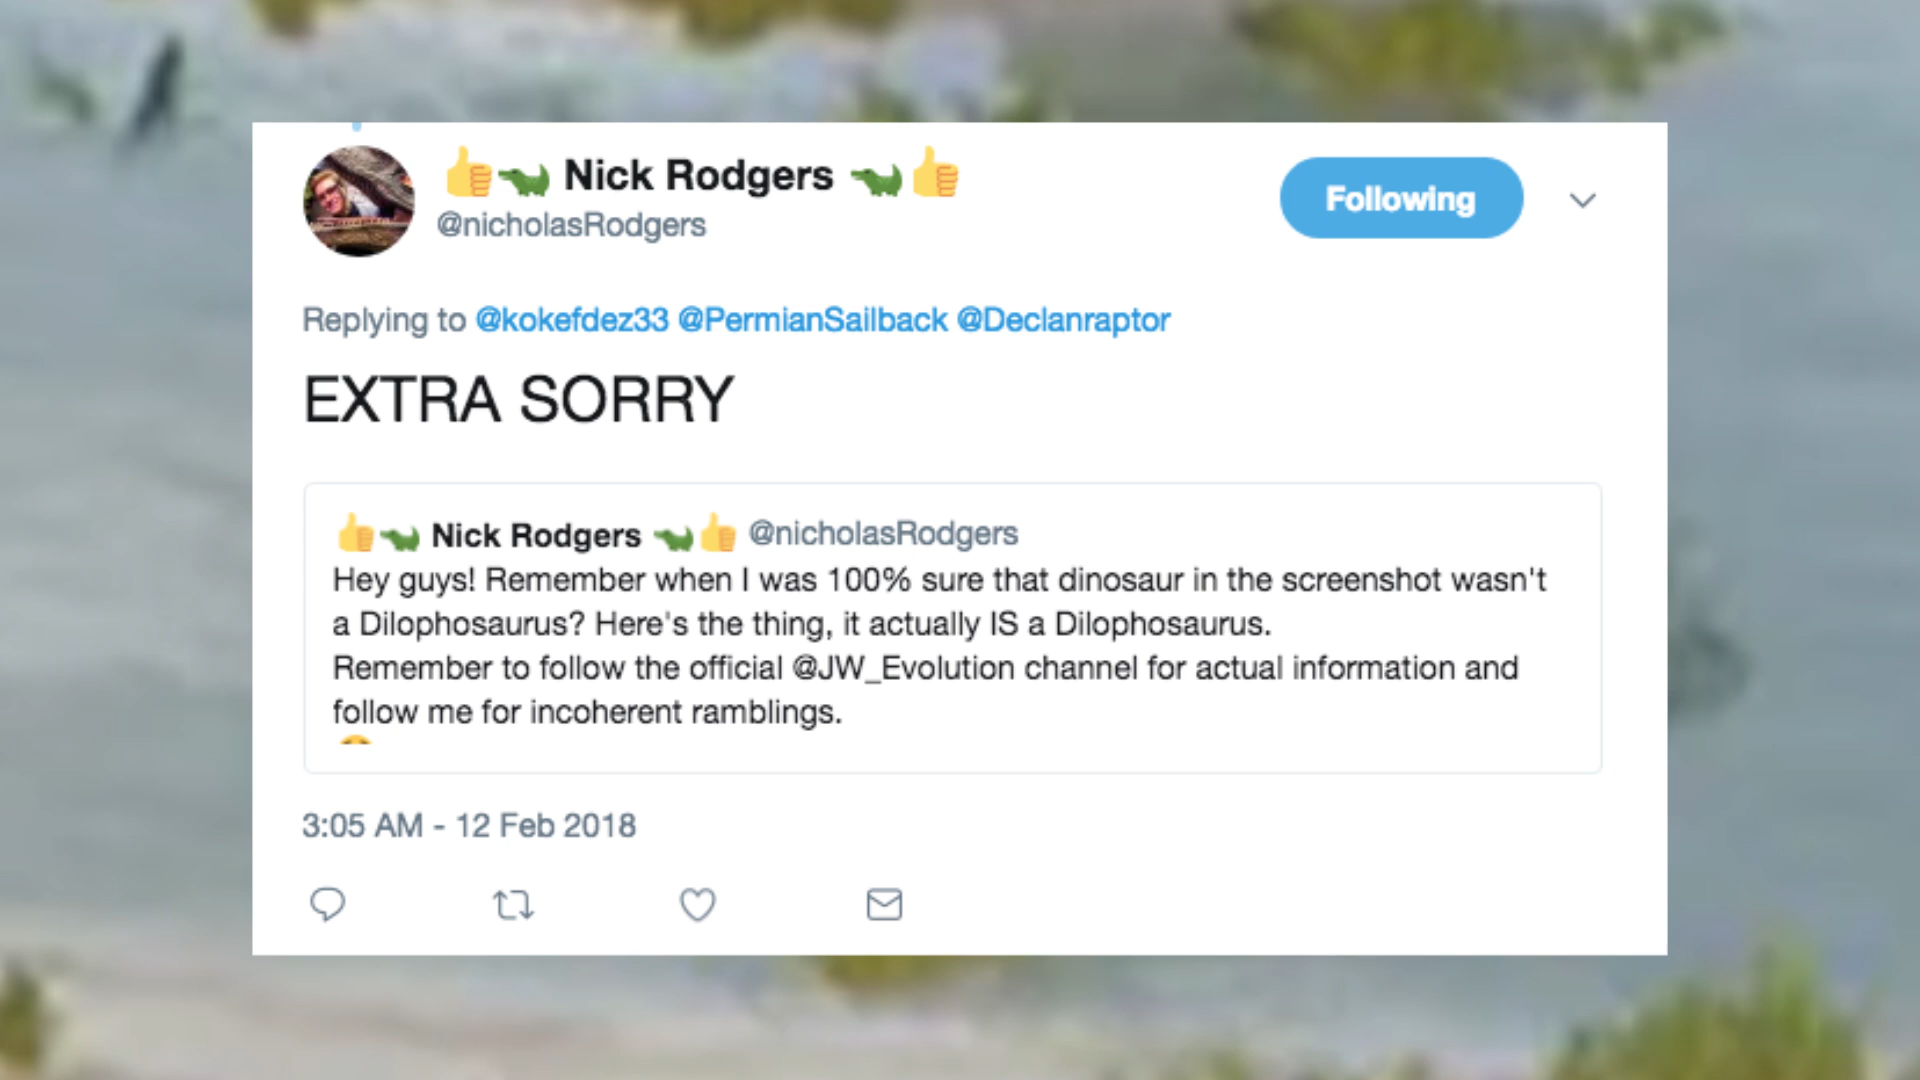 👍🐊 Nick Rodgers 🐊👍
@nicholasRodgers
Following
Replying to @kokefdez33 @PermianSailback @Declanraptor
EXTRA SORRY
👍🐊 Nick Rodgers 🐊👍 @nicholasRodgers
Hey guys! Remember when I was 100% sure that dinosaur in the screenshot wasn't
a Dilophosaurus? Here's the thing, it actually IS a Dilophosaurus.
Remember to follow the official @JW_Evolution channel for actual information and
follow me for incoherent ramblings.
3:05 AM - 12 Feb 2018